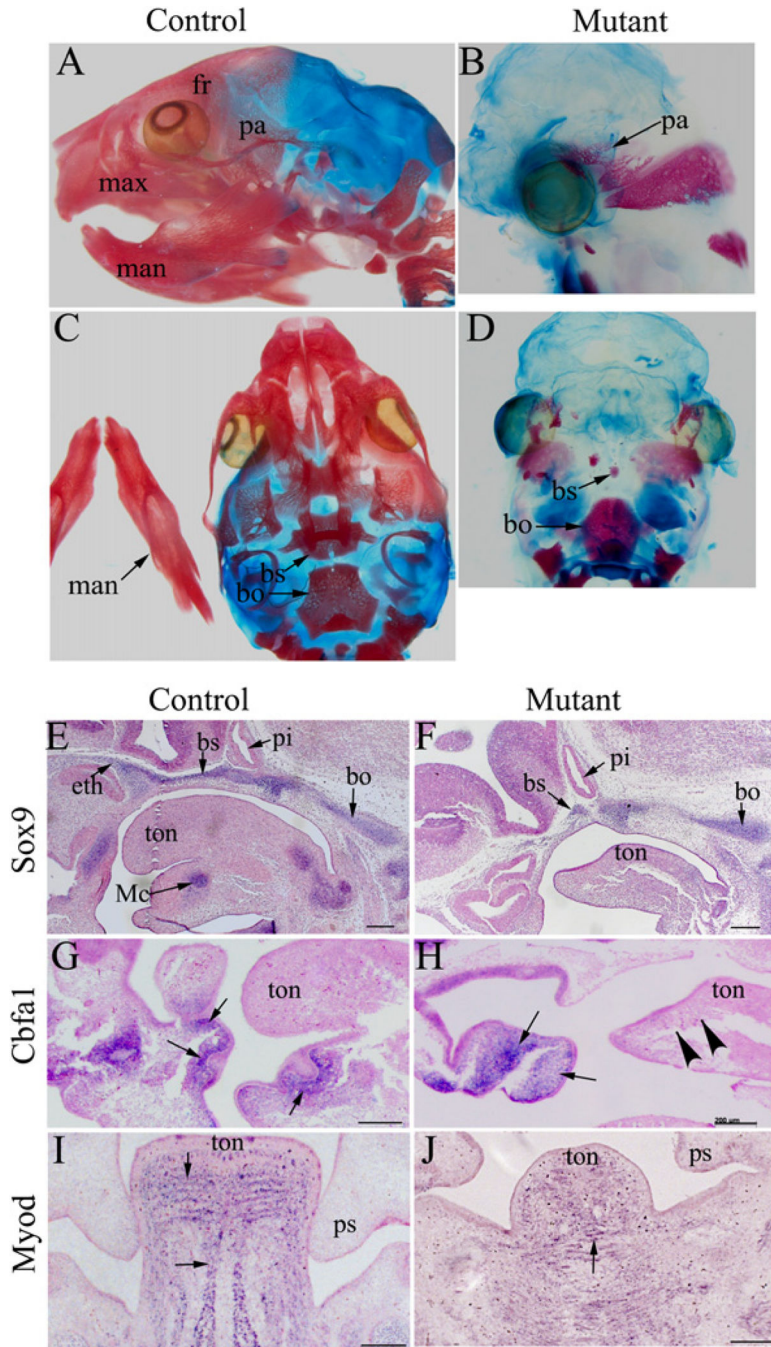 Control Mutant
A B
fr
pa
pa
max
man
C D
bs
bs
bo
bo
man
Control Mutant
Sox9
E F
bs pi
pi
eth
bs
bo
bo
ton
ton
Mc
Cbfa1
G H
ton
ton
200 μm
Myod
I J
ton
ton
ps
ps